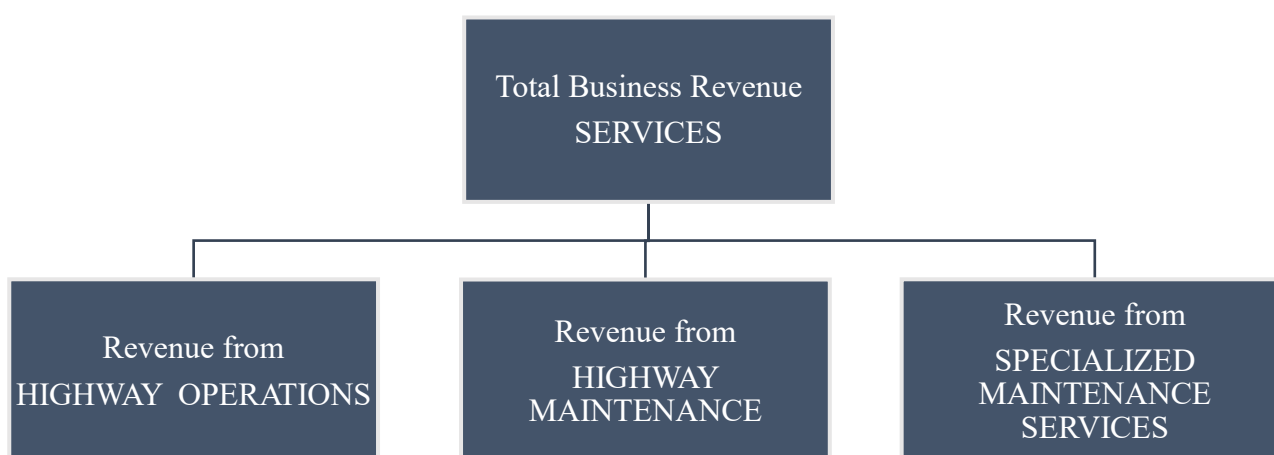 Total Business Revenue
SERVICES
Revenue from
HIGHWAY OPERATIONS
Revenue from
HIGHWAY
MAINTENANCE
Revenue from
SPECIALIZED
MAINTENANCE
SERVICES